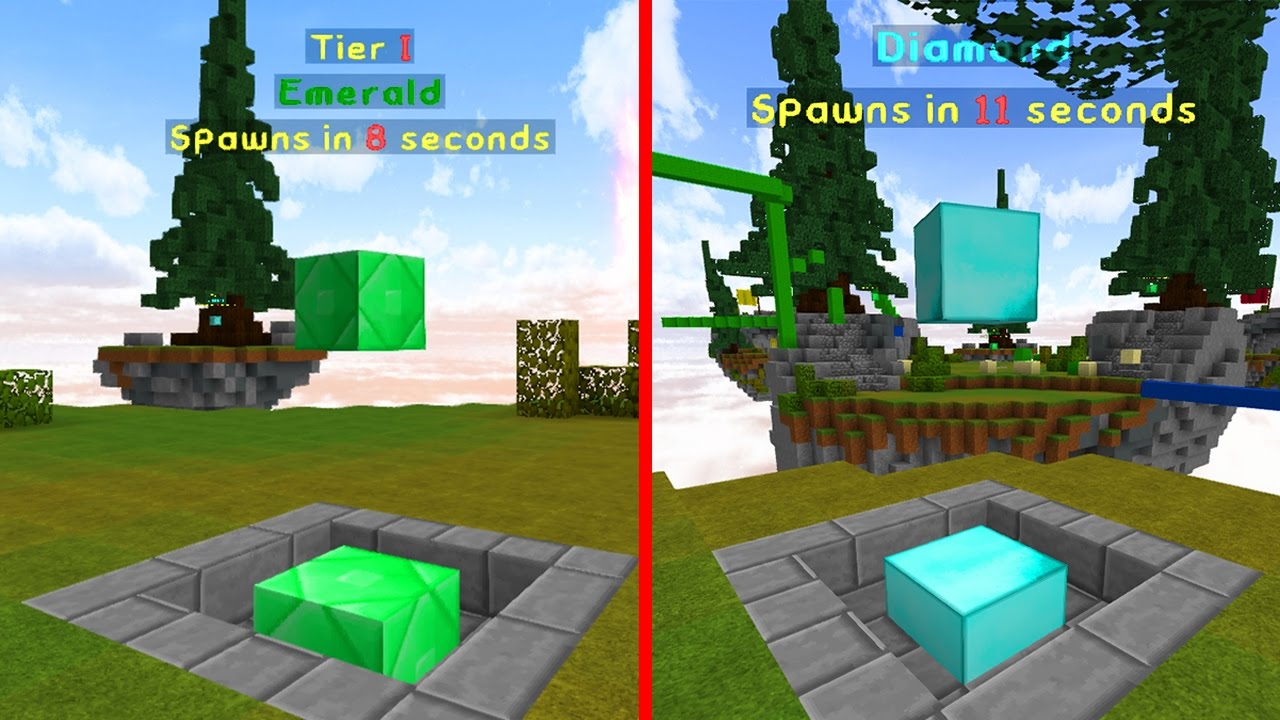 Tier I
Emerald
Spawns in 8 seconds
Diamond
Spawns in 11 seconds